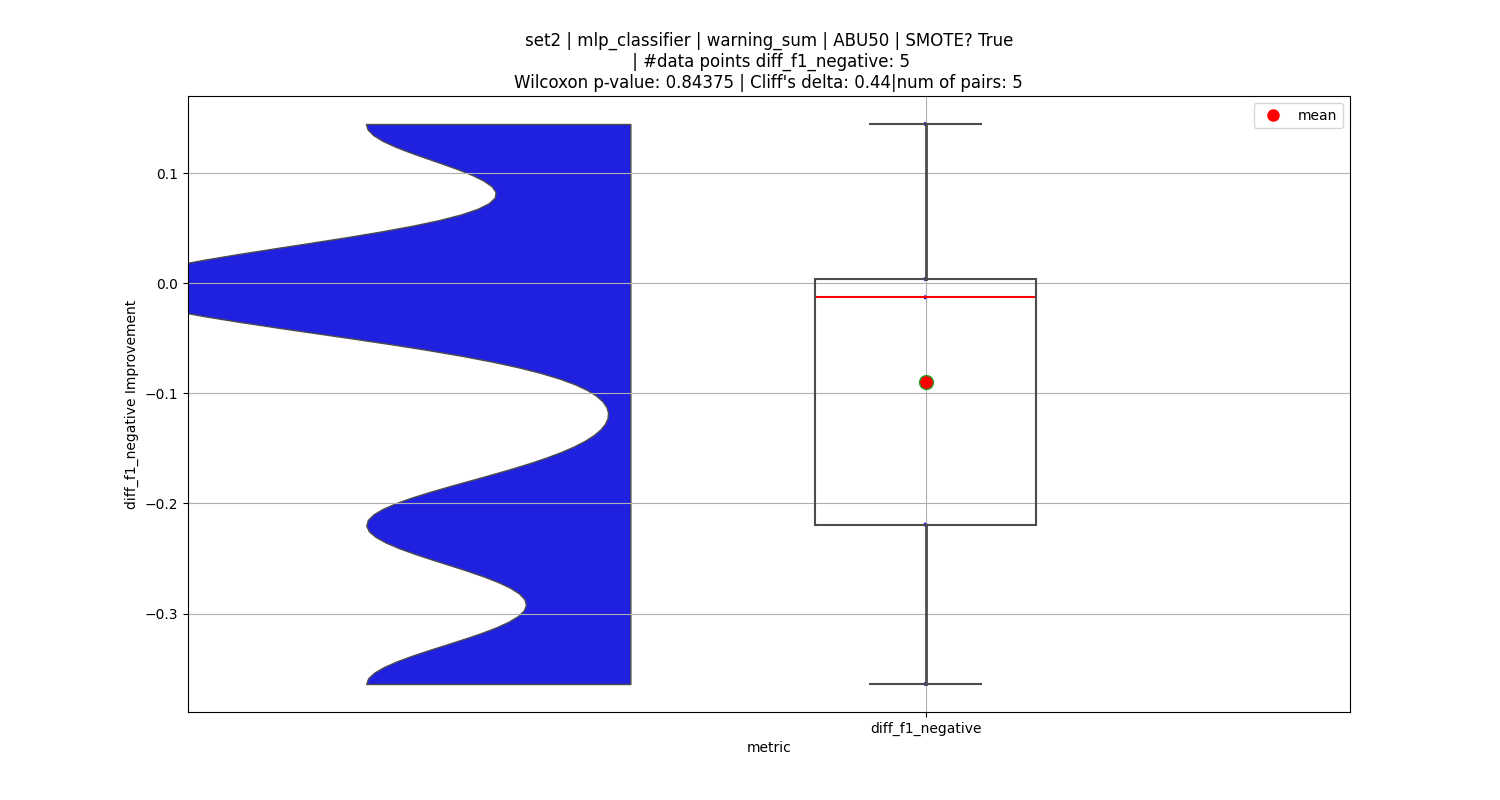 set2 | mlp_classifier | warning_sum | ABU50 | SMOTE? True
| #data points diff_f1_negative: 5
Wilcoxon p-value: 0.84375 | Cliff's delta: 0.44|num of pairs: 5
mean
0.1
0.0
−0.1
−0.2
−0.3
diff_f1_negative Improvement
diff_f1_negative
metric